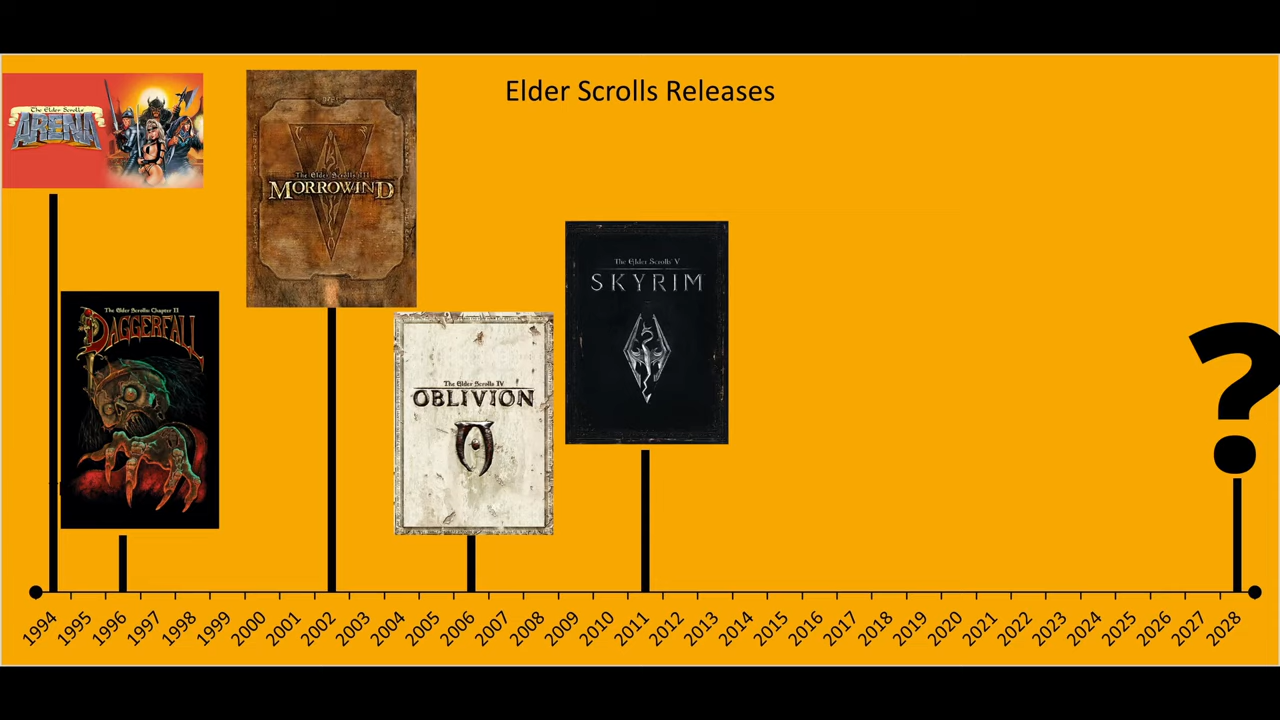 Elder Scrolls Releases
The Elder Scrolls
ARENA
The Elder Scrolls III
MORROWIND
The Elder Scrolls V
SKYRIM
The Elder Scrolls Chapter II
DAGGERFALL
The Elder Scrolls IV
OBLIVION
?
1994 1995 1996 1997 1998 1999 2000 2001 2002 2003 2004 2005 2006 2007 2008 2009 2010 2011 2012 2013 2014 2015 2016 2017 2018 2019 2020 2021 2022 2023 2024 2025 2026 2027 2028